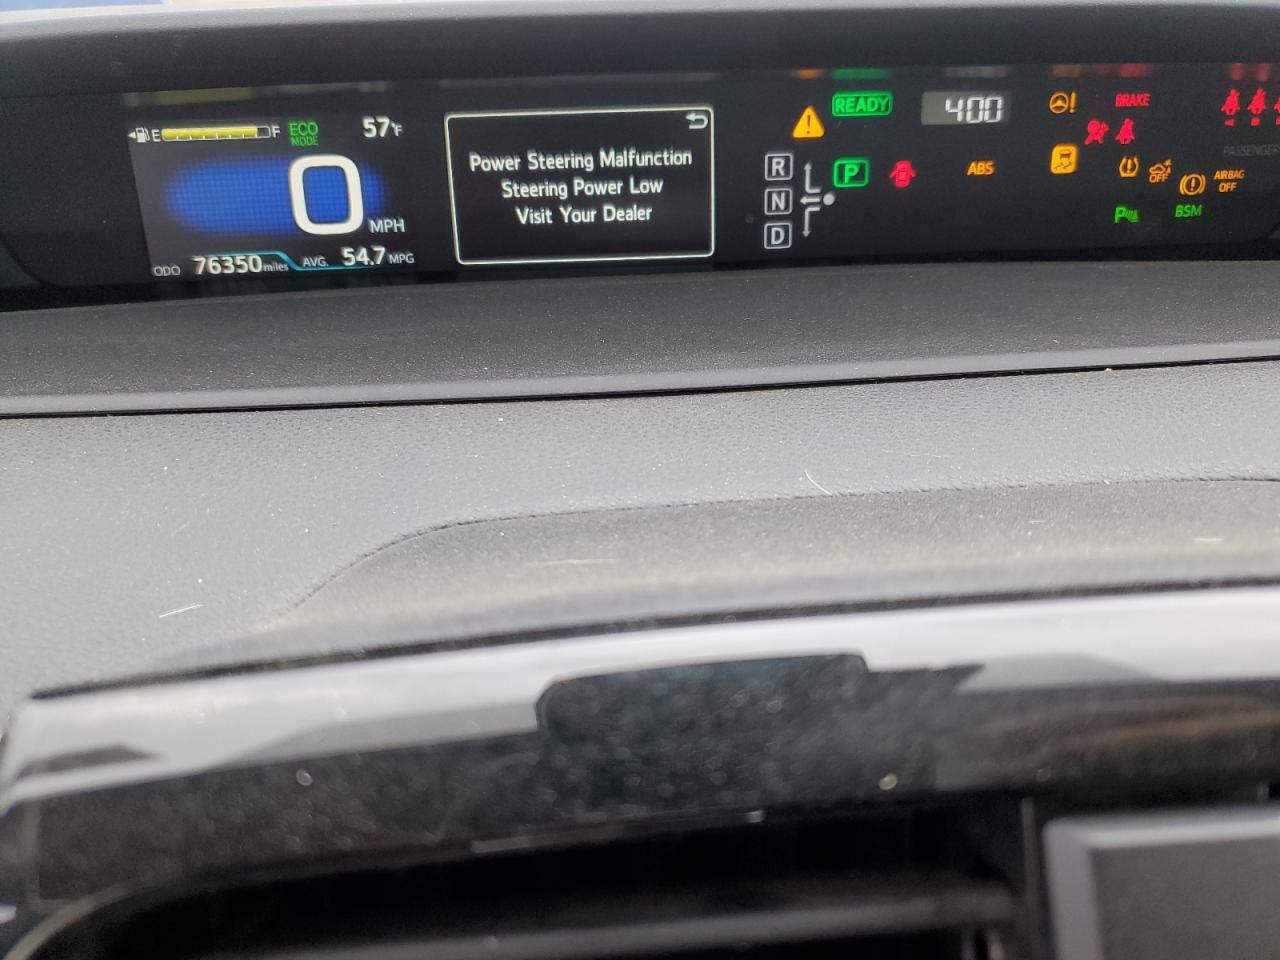 E F
ECO
MODE
57°F
0 MPH
ODO 76350 miles AVG. 54.7 MPG
Power Steering Malfunction
Steering Power Low
Visit Your Dealer
READY
400
BRAKE
R
N
D
P
ABS
OFF
AIRBAG
OFF
PASSENGER
BSM